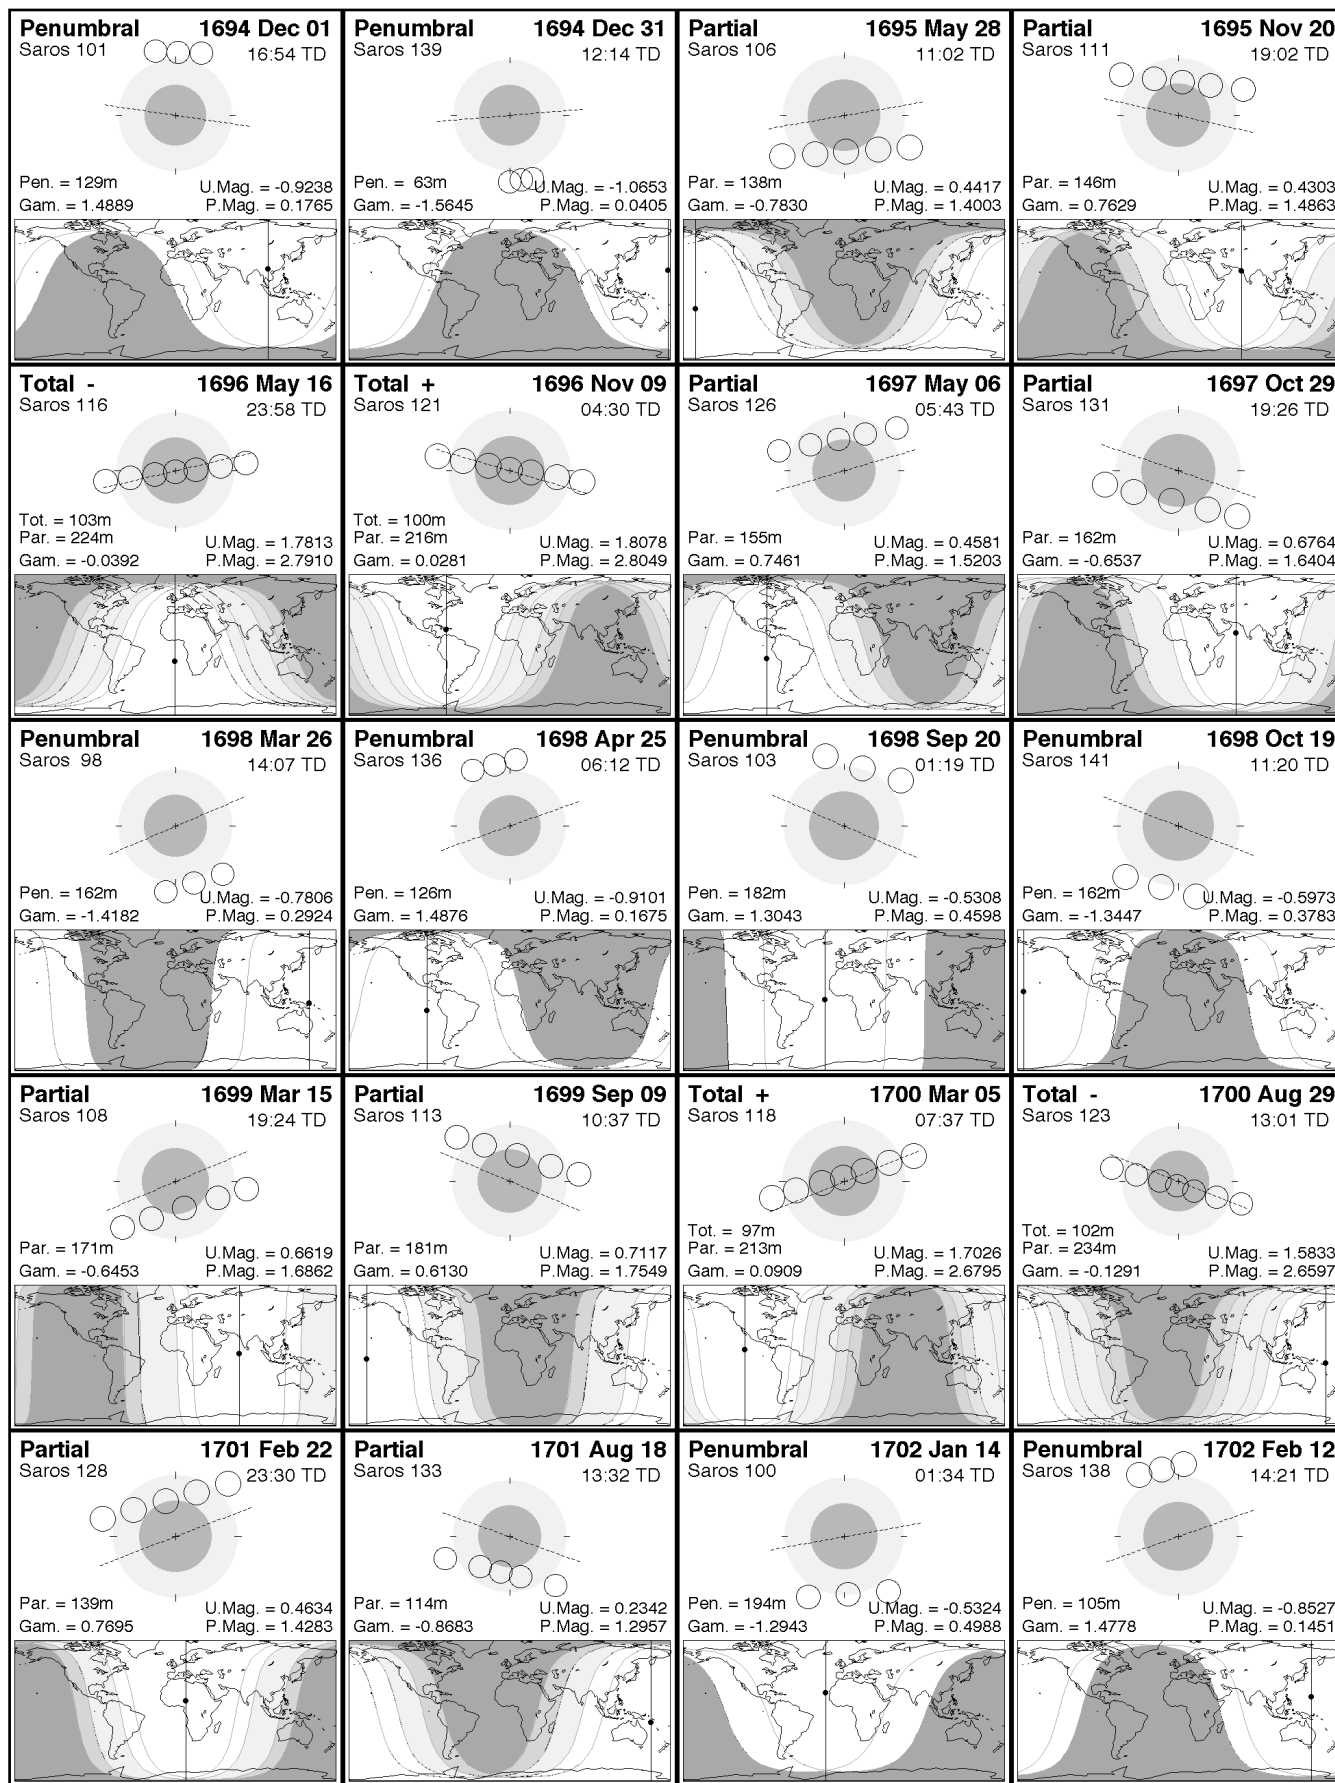 Penumbral 1694 Dec 01
Saros 101 16:54 TD
Pen. = 129m U.Mag. = -0.9238
Gam. = 1.4889 P.Mag. = 0.1765
Penumbral 1694 Dec 31
Saros 139 12:14 TD
Pen. = 63m U.Mag. = -1.0653
Gam. = -1.5645 P.Mag. = 0.0405
Partial 1695 May 28
Saros 106 11:02 TD
Par. = 138m U.Mag. = 0.4417
Gam. = -0.7830 P.Mag. = 1.4003
Partial 1695 Nov 20
Saros 111 19:02 TD
Par. = 146m U.Mag. = 0.4303
Gam. = 0.7629 P.Mag. = 1.4863
Total - 1696 May 16
Saros 116 23:58 TD
Tot. = 103m
Par. = 224m U.Mag. = 1.7813
Gam. = -0.0392 P.Mag. = 2.7910
Total + 1696 Nov 09
Saros 121 04:30 TD
Tot. = 100m
Par. = 216m U.Mag. = 1.8078
Gam. = 0.0281 P.Mag. = 2.8049
Partial 1697 May 06
Saros 126 05:43 TD
Par. = 155m U.Mag. = 0.4581
Gam. = 0.7461 P.Mag. = 1.5203
Partial 1697 Oct 29
Saros 131 19:26 TD
Par. = 162m U.Mag. = 0.6764
Gam. = -0.6537 P.Mag. = 1.6404
Penumbral 1698 Mar 26
Saros 98 14:07 TD
Pen. = 162m U.Mag. = -0.7806
Gam. = -1.4182 P.Mag. = 0.2924
Penumbral 1698 Apr 25
Saros 136 06:12 TD
Pen. = 126m U.Mag. = -0.9101
Gam. = 1.4876 P.Mag. = 0.1675
Penumbral 1698 Sep 20
Saros 103 01:19 TD
Pen. = 182m U.Mag. = -0.5308
Gam. = 1.3043 P.Mag. = 0.4598
Penumbral 1698 Oct 19
Saros 141 11:20 TD
Pen. = 162m U.Mag. = -0.5973
Gam. = -1.3447 P.Mag. = 0.3783
Partial 1699 Mar 15
Saros 108 19:24 TD
Par. = 171m U.Mag. = 0.6619
Gam. = -0.6453 P.Mag. = 1.6862
Partial 1699 Sep 09
Saros 113 10:37 TD
Par. = 181m U.Mag. = 0.7117
Gam. = 0.6130 P.Mag. = 1.7549
Total + 1700 Mar 05
Saros 118 07:37 TD
Tot. = 97m
Par. = 213m U.Mag. = 1.7026
Gam. = 0.0909 P.Mag. = 2.6795
Total - 1700 Aug 29
Saros 123 13:01 TD
Tot. = 102m
Par. = 234m U.Mag. = 1.5833
Gam. = -0.1291 P.Mag. = 2.6597
Partial 1701 Feb 22
Saros 128 23:30 TD
Par. = 139m U.Mag. = 0.4634
Gam. = 0.7695 P.Mag. = 1.4283
Partial 1701 Aug 18
Saros 133 13:32 TD
Par. = 114m U.Mag. = 0.2342
Gam. = -0.8683 P.Mag. = 1.2957
Penumbral 1702 Jan 14
Saros 100 01:34 TD
Pen. = 194m U.Mag. = -0.5324
Gam. = -1.2943 P.Mag. = 0.4988
Penumbral 1702 Feb 12
Saros 138 14:21 TD
Pen. = 105m U.Mag. = -0.8527
Gam. = 1.4778 P.Mag. = 0.1451